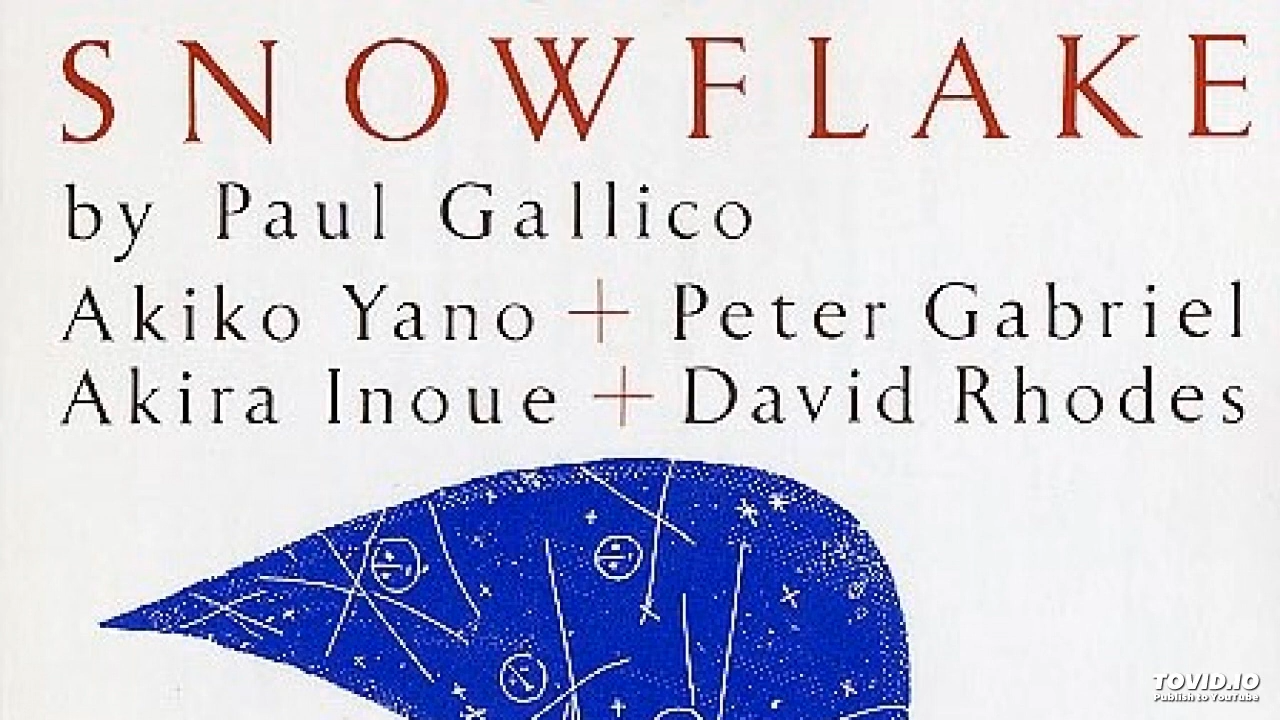 SNOWFLAKE
by Paul Gallico
Akiko Yano + Peter Gabriel
Akira Inoue + David Rhodes
TOVID.IO
Publish to YouTube